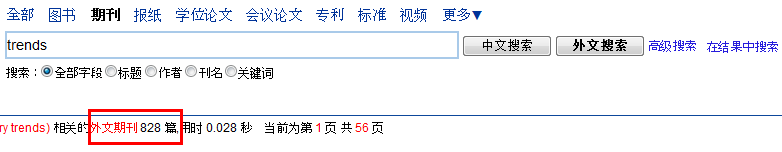 全部 图书 期刊 报纸 学位论文 会议论文 专利 标准 视频 更多▼
trends 中文搜索 外文搜索 高级搜索 在结果中搜索
搜索：全部字段 标题 作者 刊名 关键词
ry trends) 相关的外文期刊 828 篇,用时 0.028 秒 当前为第 1 页 共 56 页